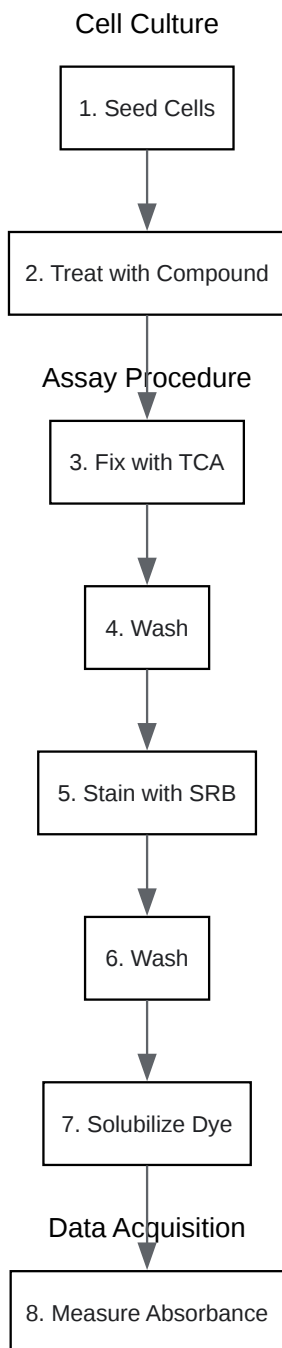 Cell Culture
1. Seed Cells
2. Treat with Compound
Assay Procedure
3. Fix with TCA
4. Wash
5. Stain with SRB
6. Wash
7. Solubilize Dye
Data Acquisition
8. Measure Absorbance